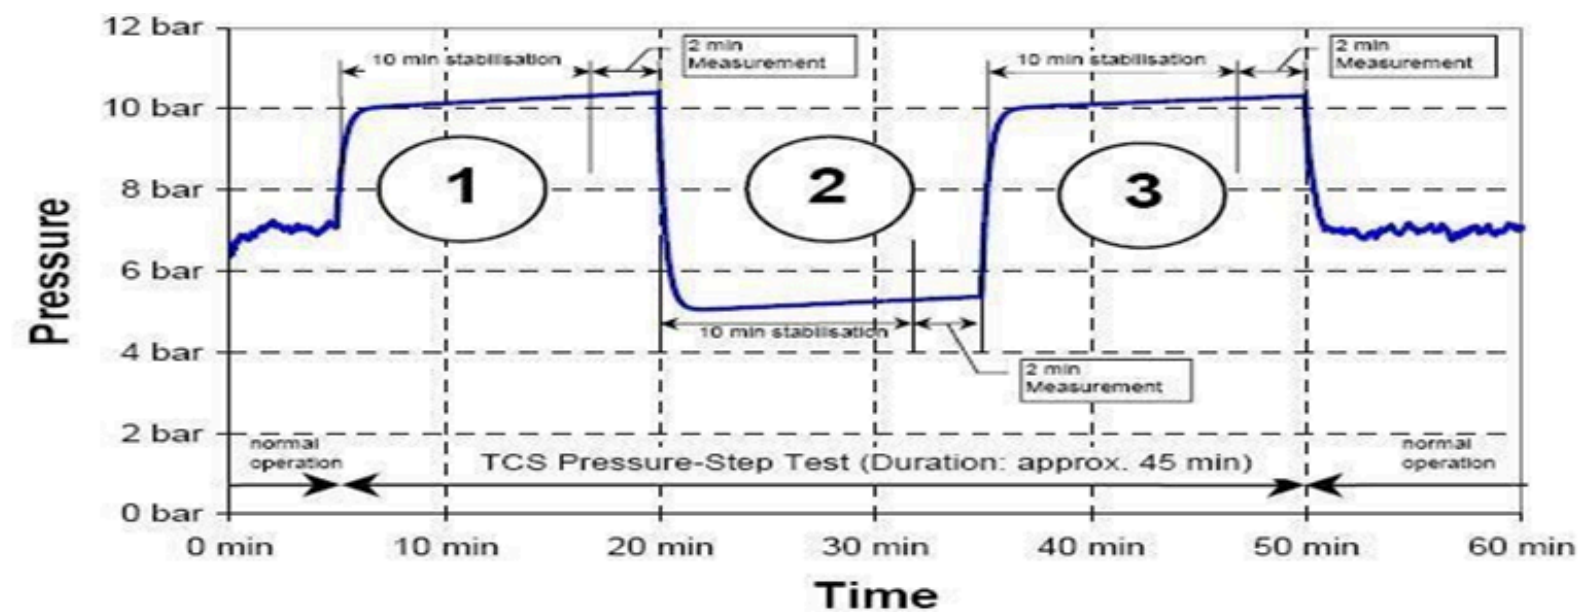 12 bar
10 bar
8 bar
6 bar
4 bar
2 bar
0 bar
Pressure
10 min stabilisation
2 min
Measurement
10 min stabilisation
2 min
Measurement
1
2
3
10 min stabilisation
2 min
Measurement
normal
operation
TCS Pressure-Step Test (Duration: approx. 45 min)
normal
operation
0 min
10 min
20 min
30 min
40 min
50 min
60 min
Time